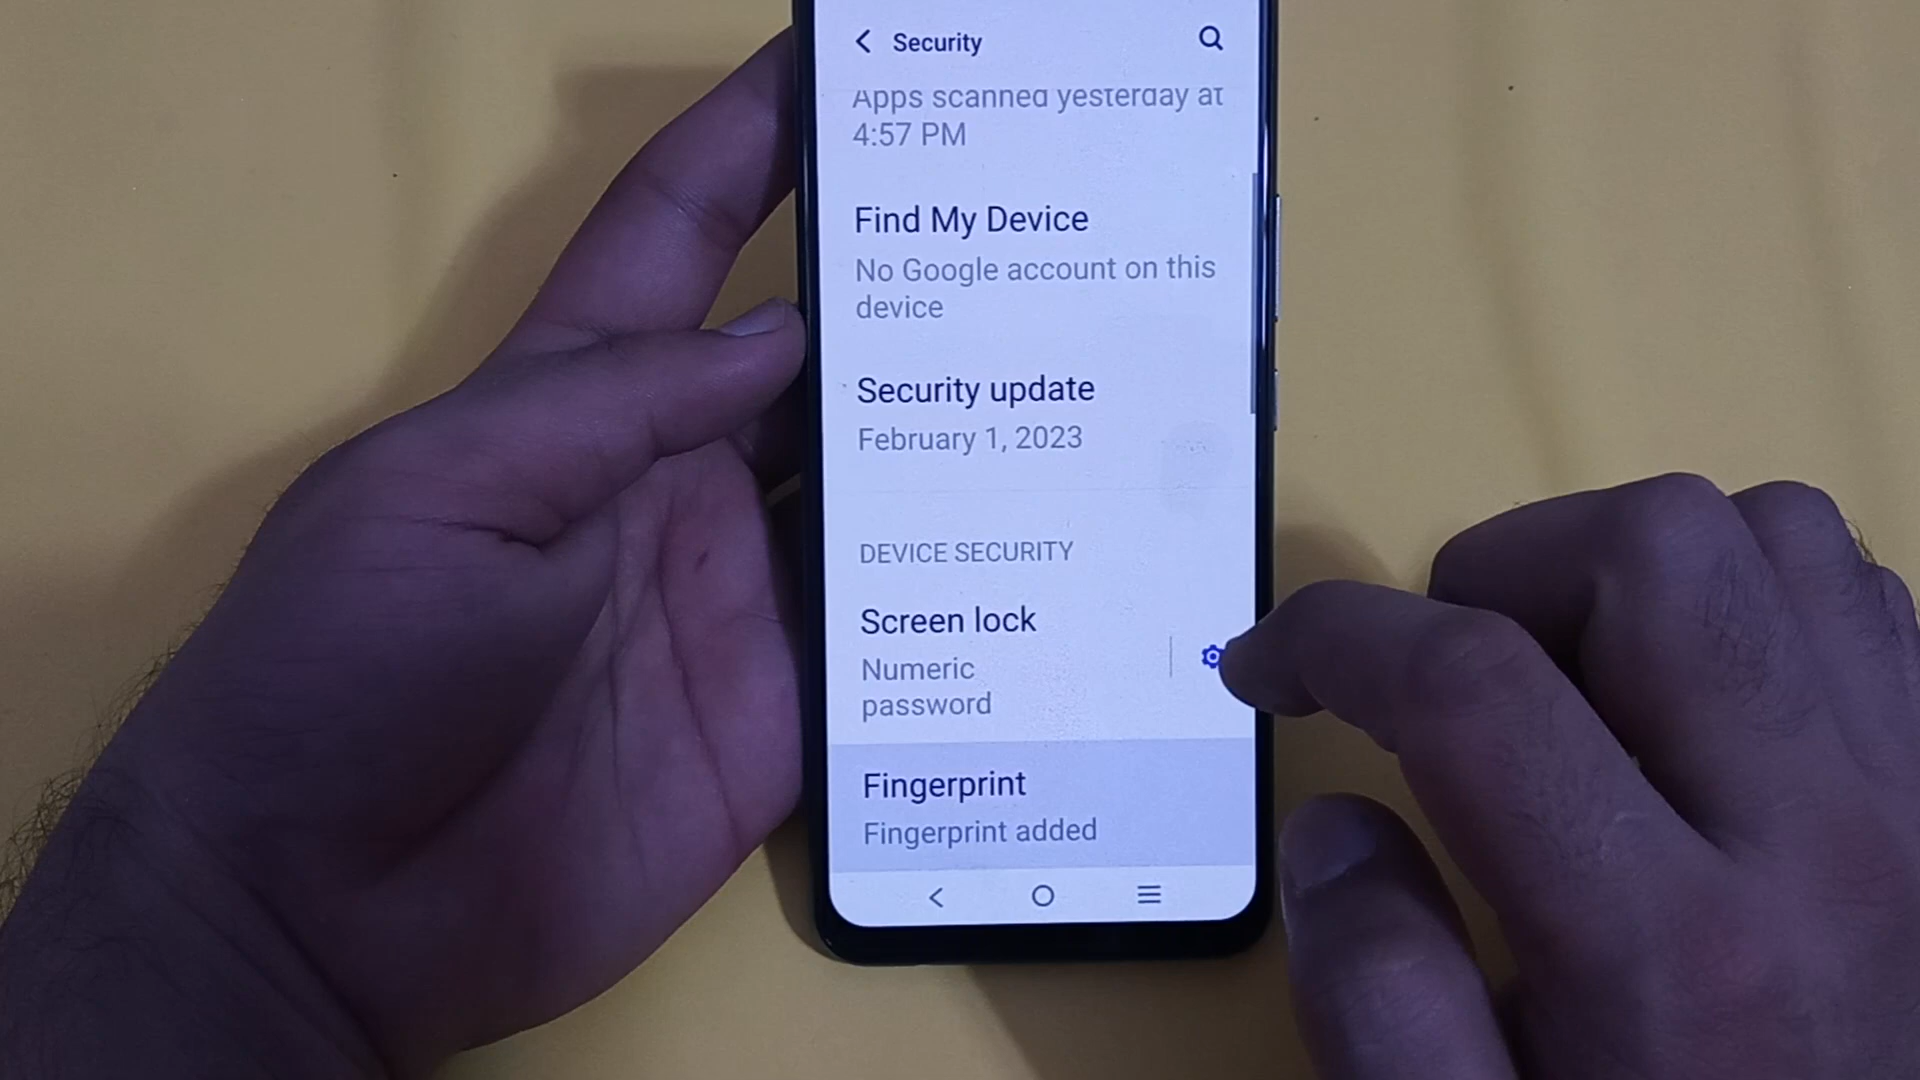 Security
Apps scanned yesterday at
4:57 PM
Find My Device
No Google account on this
device
Security update
February 1, 2023
DEVICE SECURITY
Screen lock
Numeric
password
Fingerprint
Fingerprint added